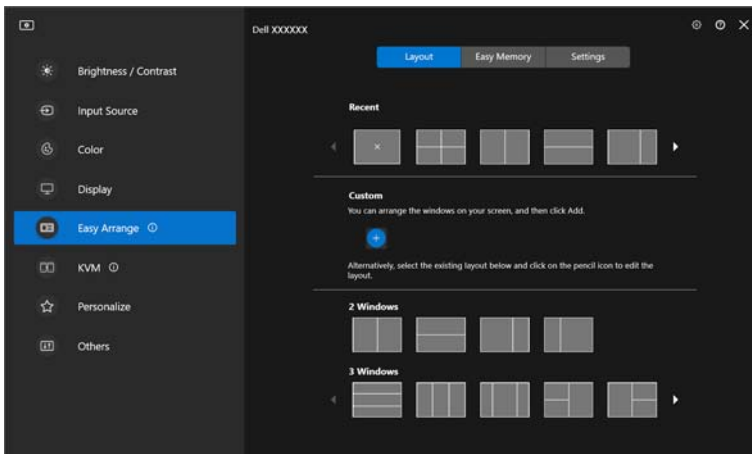 Dell XXXXXX
Layout
Easy Memory
Settings
Brightness / Contrast
Input Source
Color
Display
Easy Arrange
KVM
Personalize
Others
Recent
Custom
You can arrange the windows on your screen, and then click Add.
Alternatively, select the existing layout below and click on the pencil icon to edit the
layout.
2 Windows
3 Windows